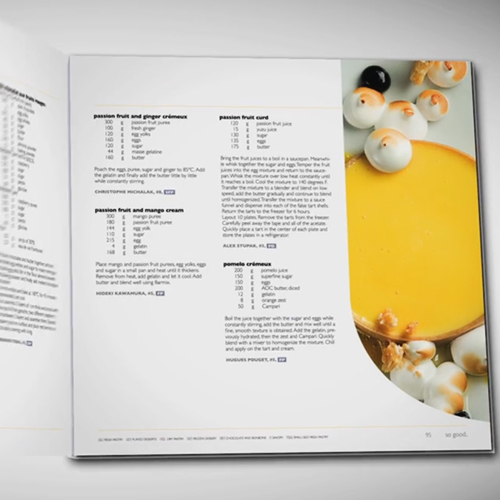 passion fruit and ginger crémeux
300 g passion fruit puree
100 g fresh ginger
120 g egg yolks
160 g eggs
120 g sugar
44 g masse gelatine
160 g butter
Poach the eggs, puree, sugar and ginger to 85ºC. Add
the gelatin and finally add the butter little by little
while constantly stirring.
CHRISTOPHE MICHALAK,
passion fruit and mango cream
300 g mango puree
180 g passion fruit puree
144 g egg yolk
110 g sugar
215 g eggs
4 g gelatin
168 g butter
Place mango and passion fruit purees, egg yolks, eggs
and sugar in a small pan and heat until it thickens.
Remove from heat, add gelatin and let it cool. Add
butter and blend well using Bamix.
HIDEKI KAWAMURA, #5,
passion fruit curd
120 g passion fruit juice
15 g yuzu juice
130 g sugar
135 g eggs
175 g butter
Bring the fruit juices to a boil in a saucepan. Meanwhi-
le whisk together the sugar and eggs. Temper the fruit
juices into the egg mixture and return to the sauce-
pan. Whisk the mixture over low heat constantly until
it reaches a boil. Cool the mixture to 140 degrees F.
Transfer the mixture to a blender and blend on low
speed, add the butter gradually and continue to blend
until homogenized. Transfer the mixture to a sauce
funnel and dispense into each of the flaky tart shells.
Return the tarts to the freezer for 6 hours.
Layout 10 plates. Remove the tarts from the freezer.
Carefully peel away the tape and all of the acetate.
Quickly place a tart in the center of each plate and
store the plates in a refrigerator.
ALEX STUPAK, #1,
pomelo crémeux
200 g pomelo juice
150 g superfine sugar
150 g eggs
200 g AOC butter, diced
12 g gelatin
8 g orange zest
50 g Campari
Boil the juice together with the sugar and eggs while
constantly stirring, add the butter and mix well until a
fine, smooth texture is obtained. Add the gelatin, pre-
viously hydrated, then the zest and Campari. Quickly
blend with a mixer to homogenize the mixture. Chill
and apply on the tart and cream.
HUGUES POUGET, #5,
95 so good..